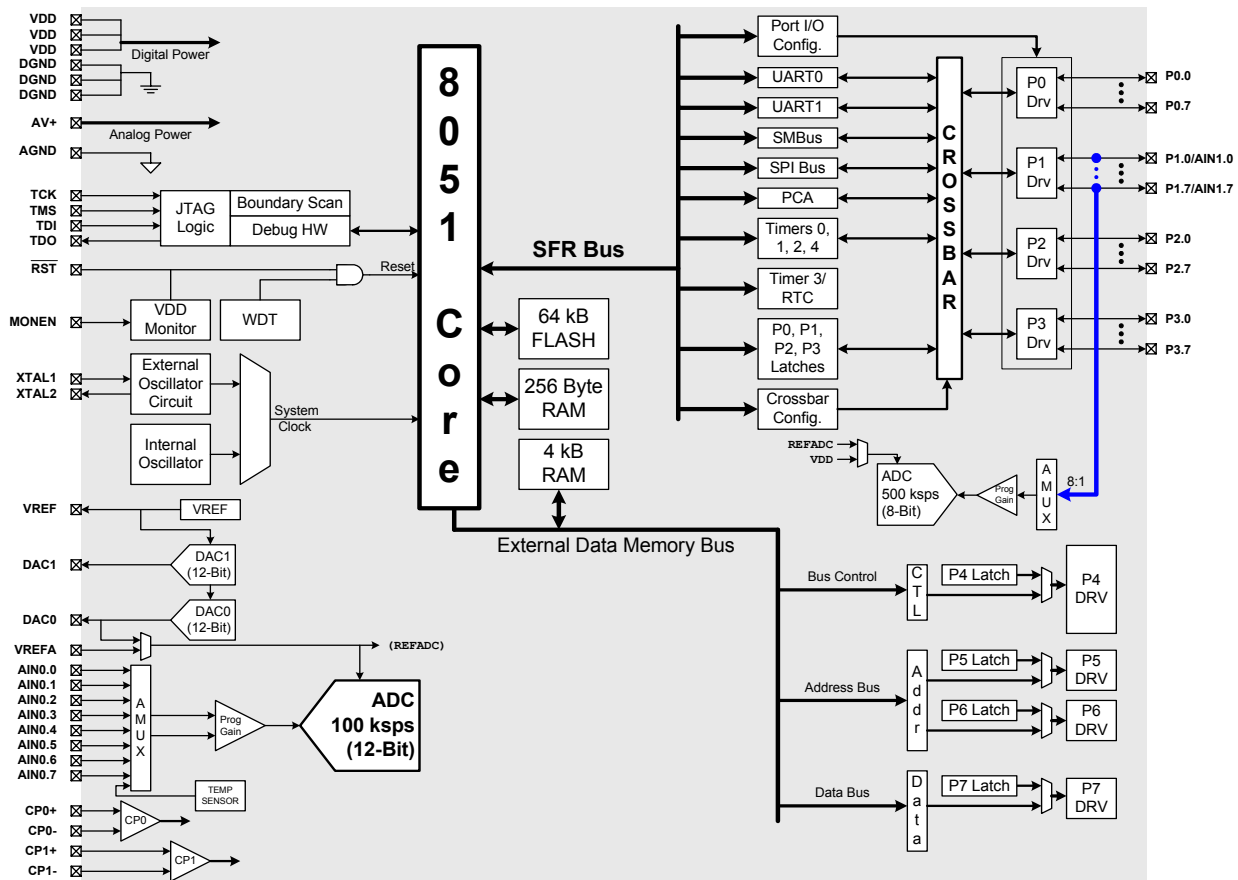 VDD
VDD
VDD
Digital Power
DGND
DGND
DGND
AV+
Analog Power
AGND
TCK
TMS
TDI
TDO
JTAG
Logic
Boundary Scan
Debug HW
RST
Reset
MONEN
VDD
Monitor
WDT
XTAL1
XTAL2
External
Oscillator
Circuit
Internal
Oscillator
System
Clock
VREF
VREF
DAC1
DAC1
(12-Bit)
DAC0
DAC0
(12-Bit)
VREFA
(REFADC)
AIN0.0
AIN0.1
AIN0.2
AIN0.3
AIN0.4
AIN0.5
AIN0.6
AIN0.7
AMUX
Prog
Gain
ADC
100 ksps
(12-Bit)
TEMP
SENSOR
CP0+
CP0-
CP0
CP1+
CP1-
CP1
8051 Core
SFR Bus
64 kB
FLASH
256 Byte
RAM
4 kB
RAM
External Data Memory Bus
Port I/O
Config.
UART0
UART1
SMBus
SPI Bus
PCA
Timers 0,
1, 2, 4
Timer 3/
RTC
P0, P1,
P2, P3
Latches
Crossbar
Config.
CROSSBAR
P0
Drv
P1
Drv
P2
Drv
P3
Drv
P0.0
P0.7
P1.0/AIN1.0
P1.7/AIN1.7
P2.0
P2.7
P3.0
P3.7
REFADC
VDD
ADC
500 ksps
(8-Bit)
Prog
Gain
AMUX
8:1
Bus Control
CTL
P4 Latch
P4
DRV
Address Bus
Addr
P5 Latch
P5
DRV
P6 Latch
P6
DRV
Data Bus
Data
P7 Latch
P7
DRV